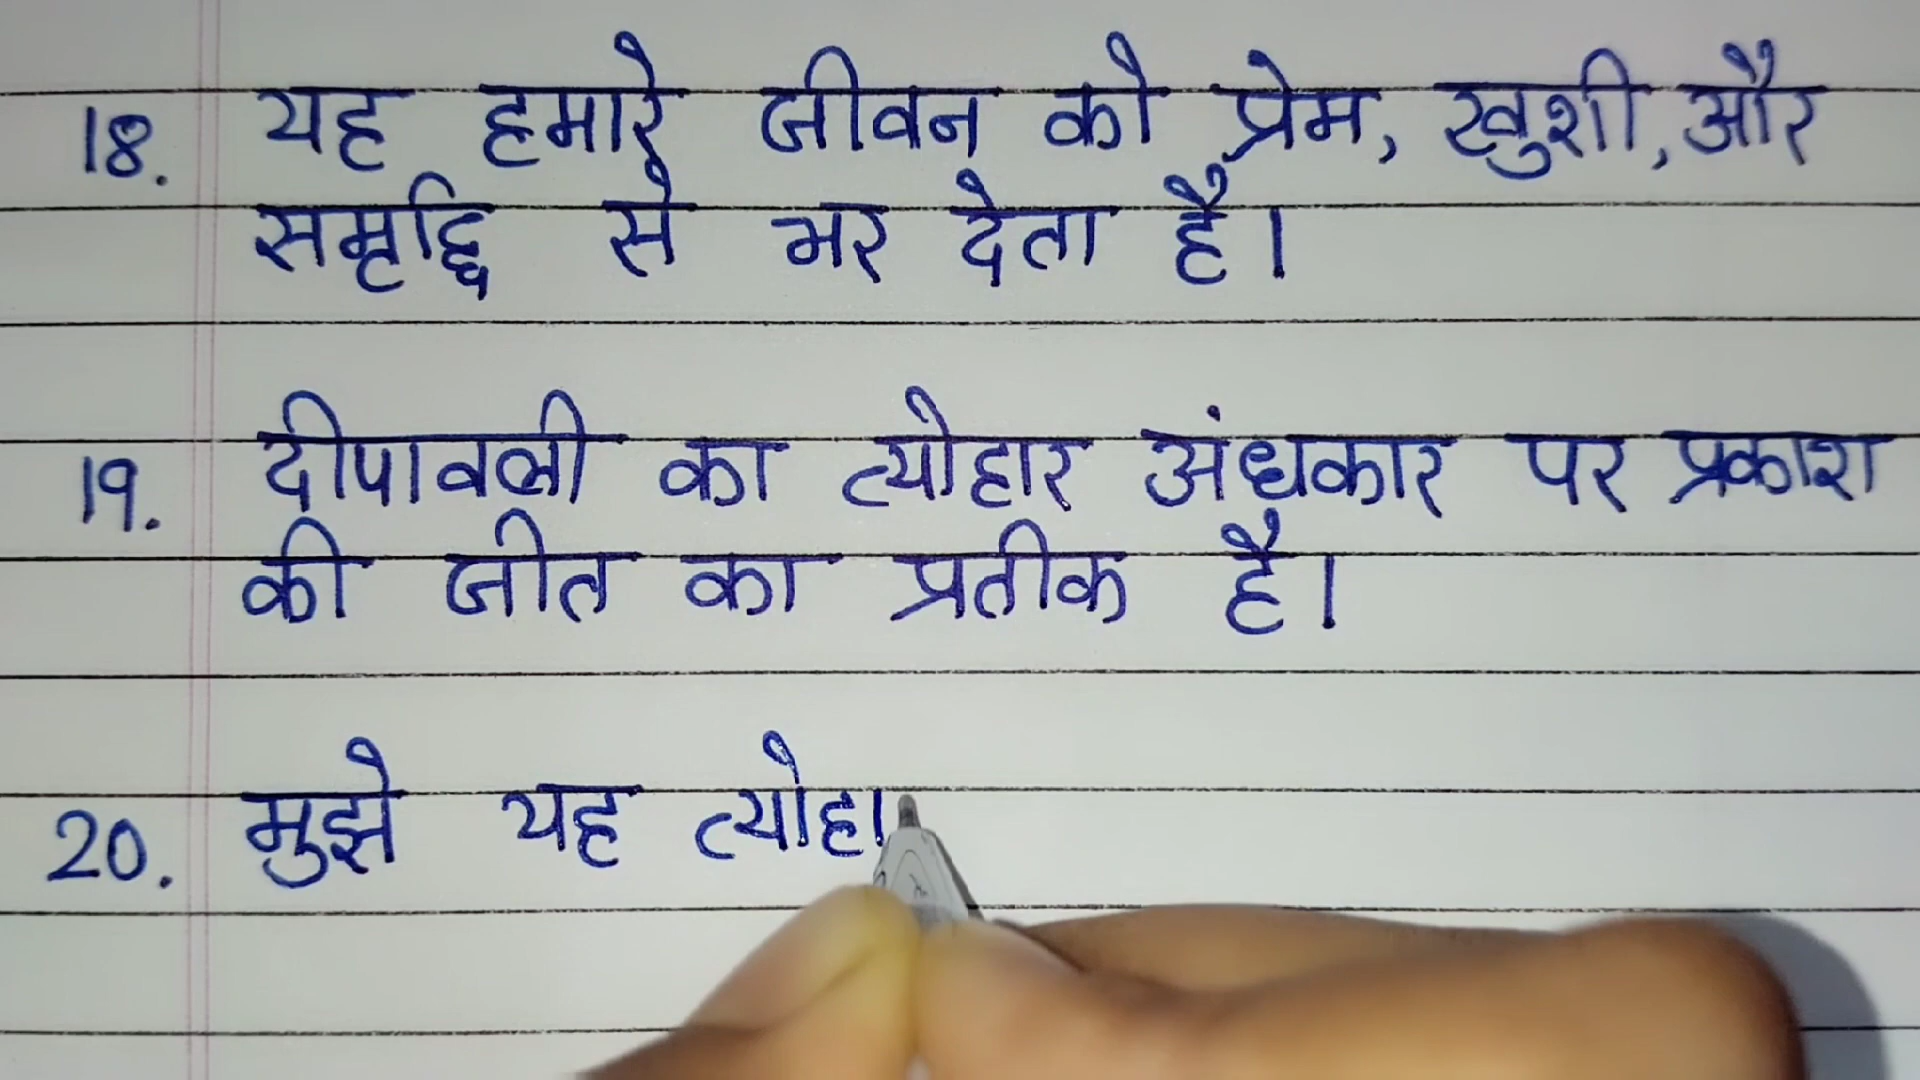 18. यह हमारे जीवन को प्रेम, खुशी, और
समृद्धि से भर देता है।
19. दीपावली का त्योहार अंधकार पर प्रकाश
की जीत का प्रतीक है।
20. मुझे यह त्योहा